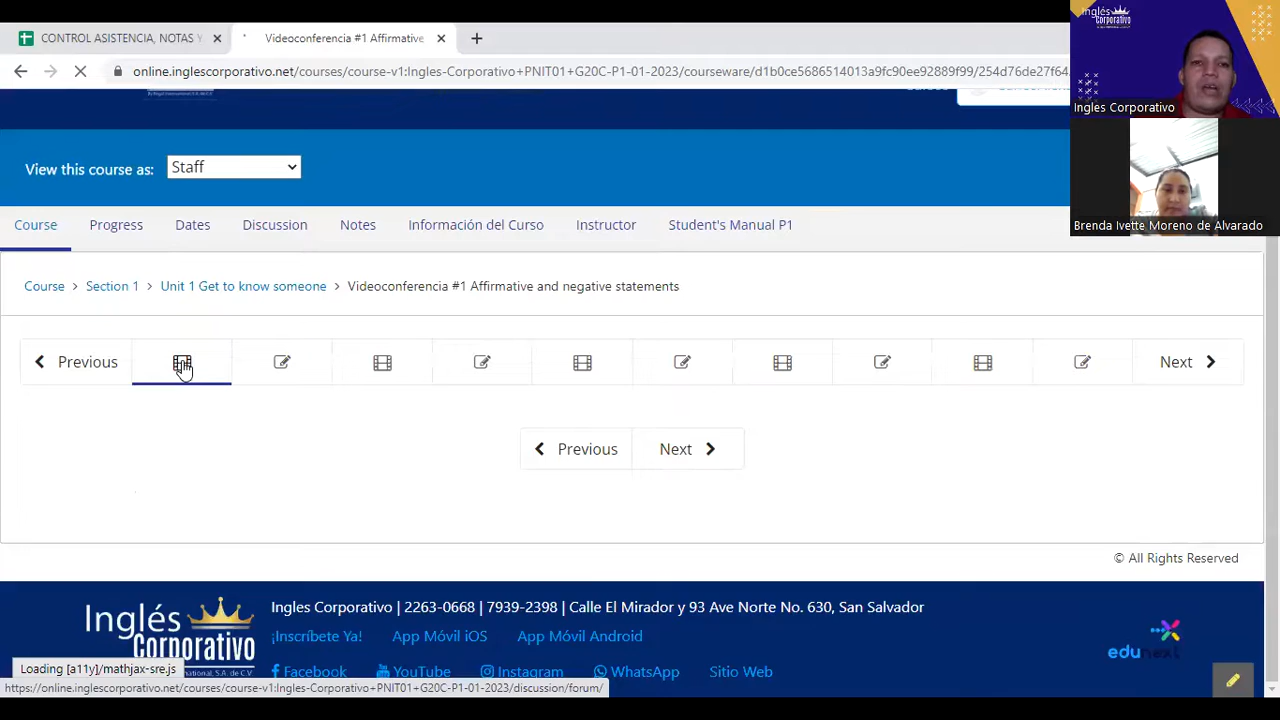 CONTROL ASISTENCIA, NOTAS Y
Videoconferencia #1 Affirmative
online.inglescorporativo.net/courses/course-v1:Ingles-Corporativo+PNIT01+G20C-P1-01-2023/courseware/d1b0ce5686514013a9fc90ee92889f99/254d76de27f64
Inglés
Corporativo
Ingles Corporativo
Brenda Ivette Moreno de Alvarado
View this course as:
Staff
Course
Progress
Dates
Discussion
Notes
Información del Curso
Instructor
Student's Manual P1
Course > Section 1 > Unit 1 Get to know someone > Videoconferencia #1 Affirmative and negative statements
Previous
Next
Previous
Next
© All Rights Reserved
Inglés
Corporativo
Ingles Corporativo | 2263-0668 | 7939-2398 | Calle El Mirador y 93 Ave Norte No. 630, San Salvador
¡Inscríbete Ya!
App Móvil iOS
App Móvil Android
Facebook
YouTube
Instagram
WhatsApp
Sitio Web
edunext
Loading [a11y]/mathjax-sre.js
https://online.inglescorporativo.net/courses/course-v1:Ingles-Corporativo+PNIT01+G20C-P1-01-2023/discussion/forum/